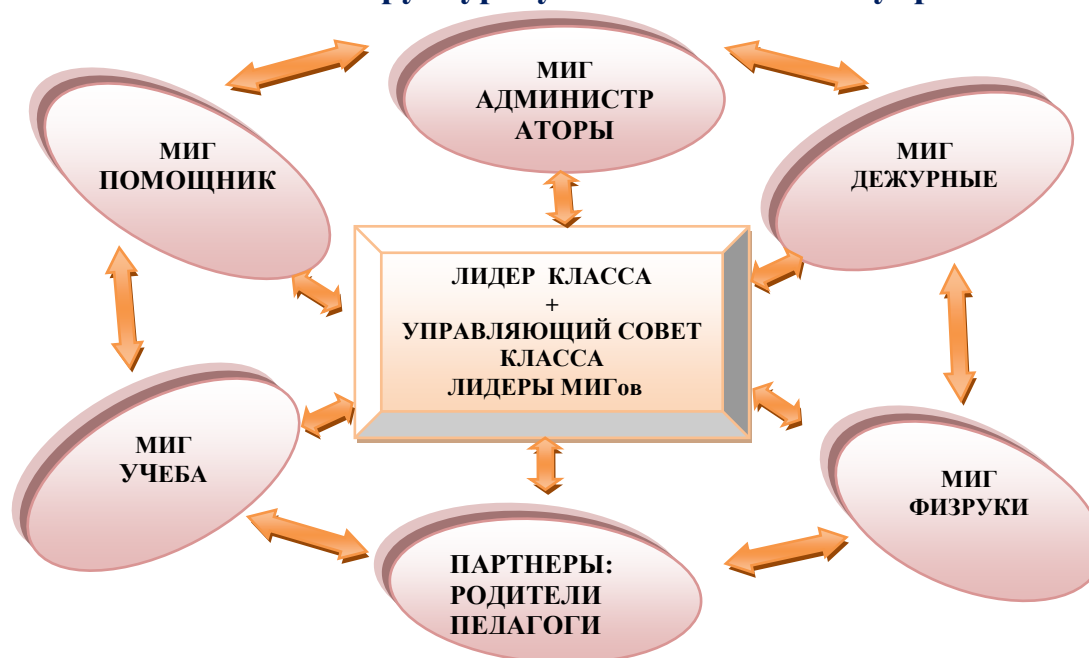 МИГ
АДМИНИСТР
АТОРЫ
МИГ
ПОМОЩНИК
МИГ
ДЕЖУРНЫЕ
ЛИДЕР КЛАССА
+
УПРАВЛЯЮЩИЙ СОВЕТ
КЛАССА
ЛИДЕРЫ МИГов
МИГ
УЧЕБА
МИГ
ФИЗРУКИ
ПАРТНЕРЫ:
РОДИТЕЛИ
ПЕДАГОГИ